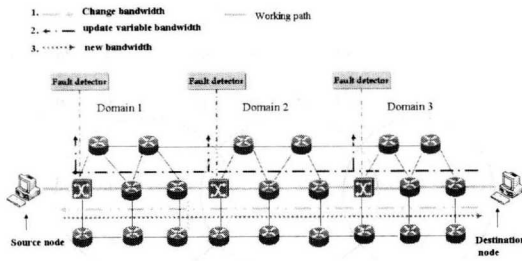 1. Change bandwidth
Working path
2. update variable bandwidth
3. new bandwidth
Fault detector
Fault detector
Fault detector
Domain 1
Domain 2
Domain 3
Source node
Destination
node